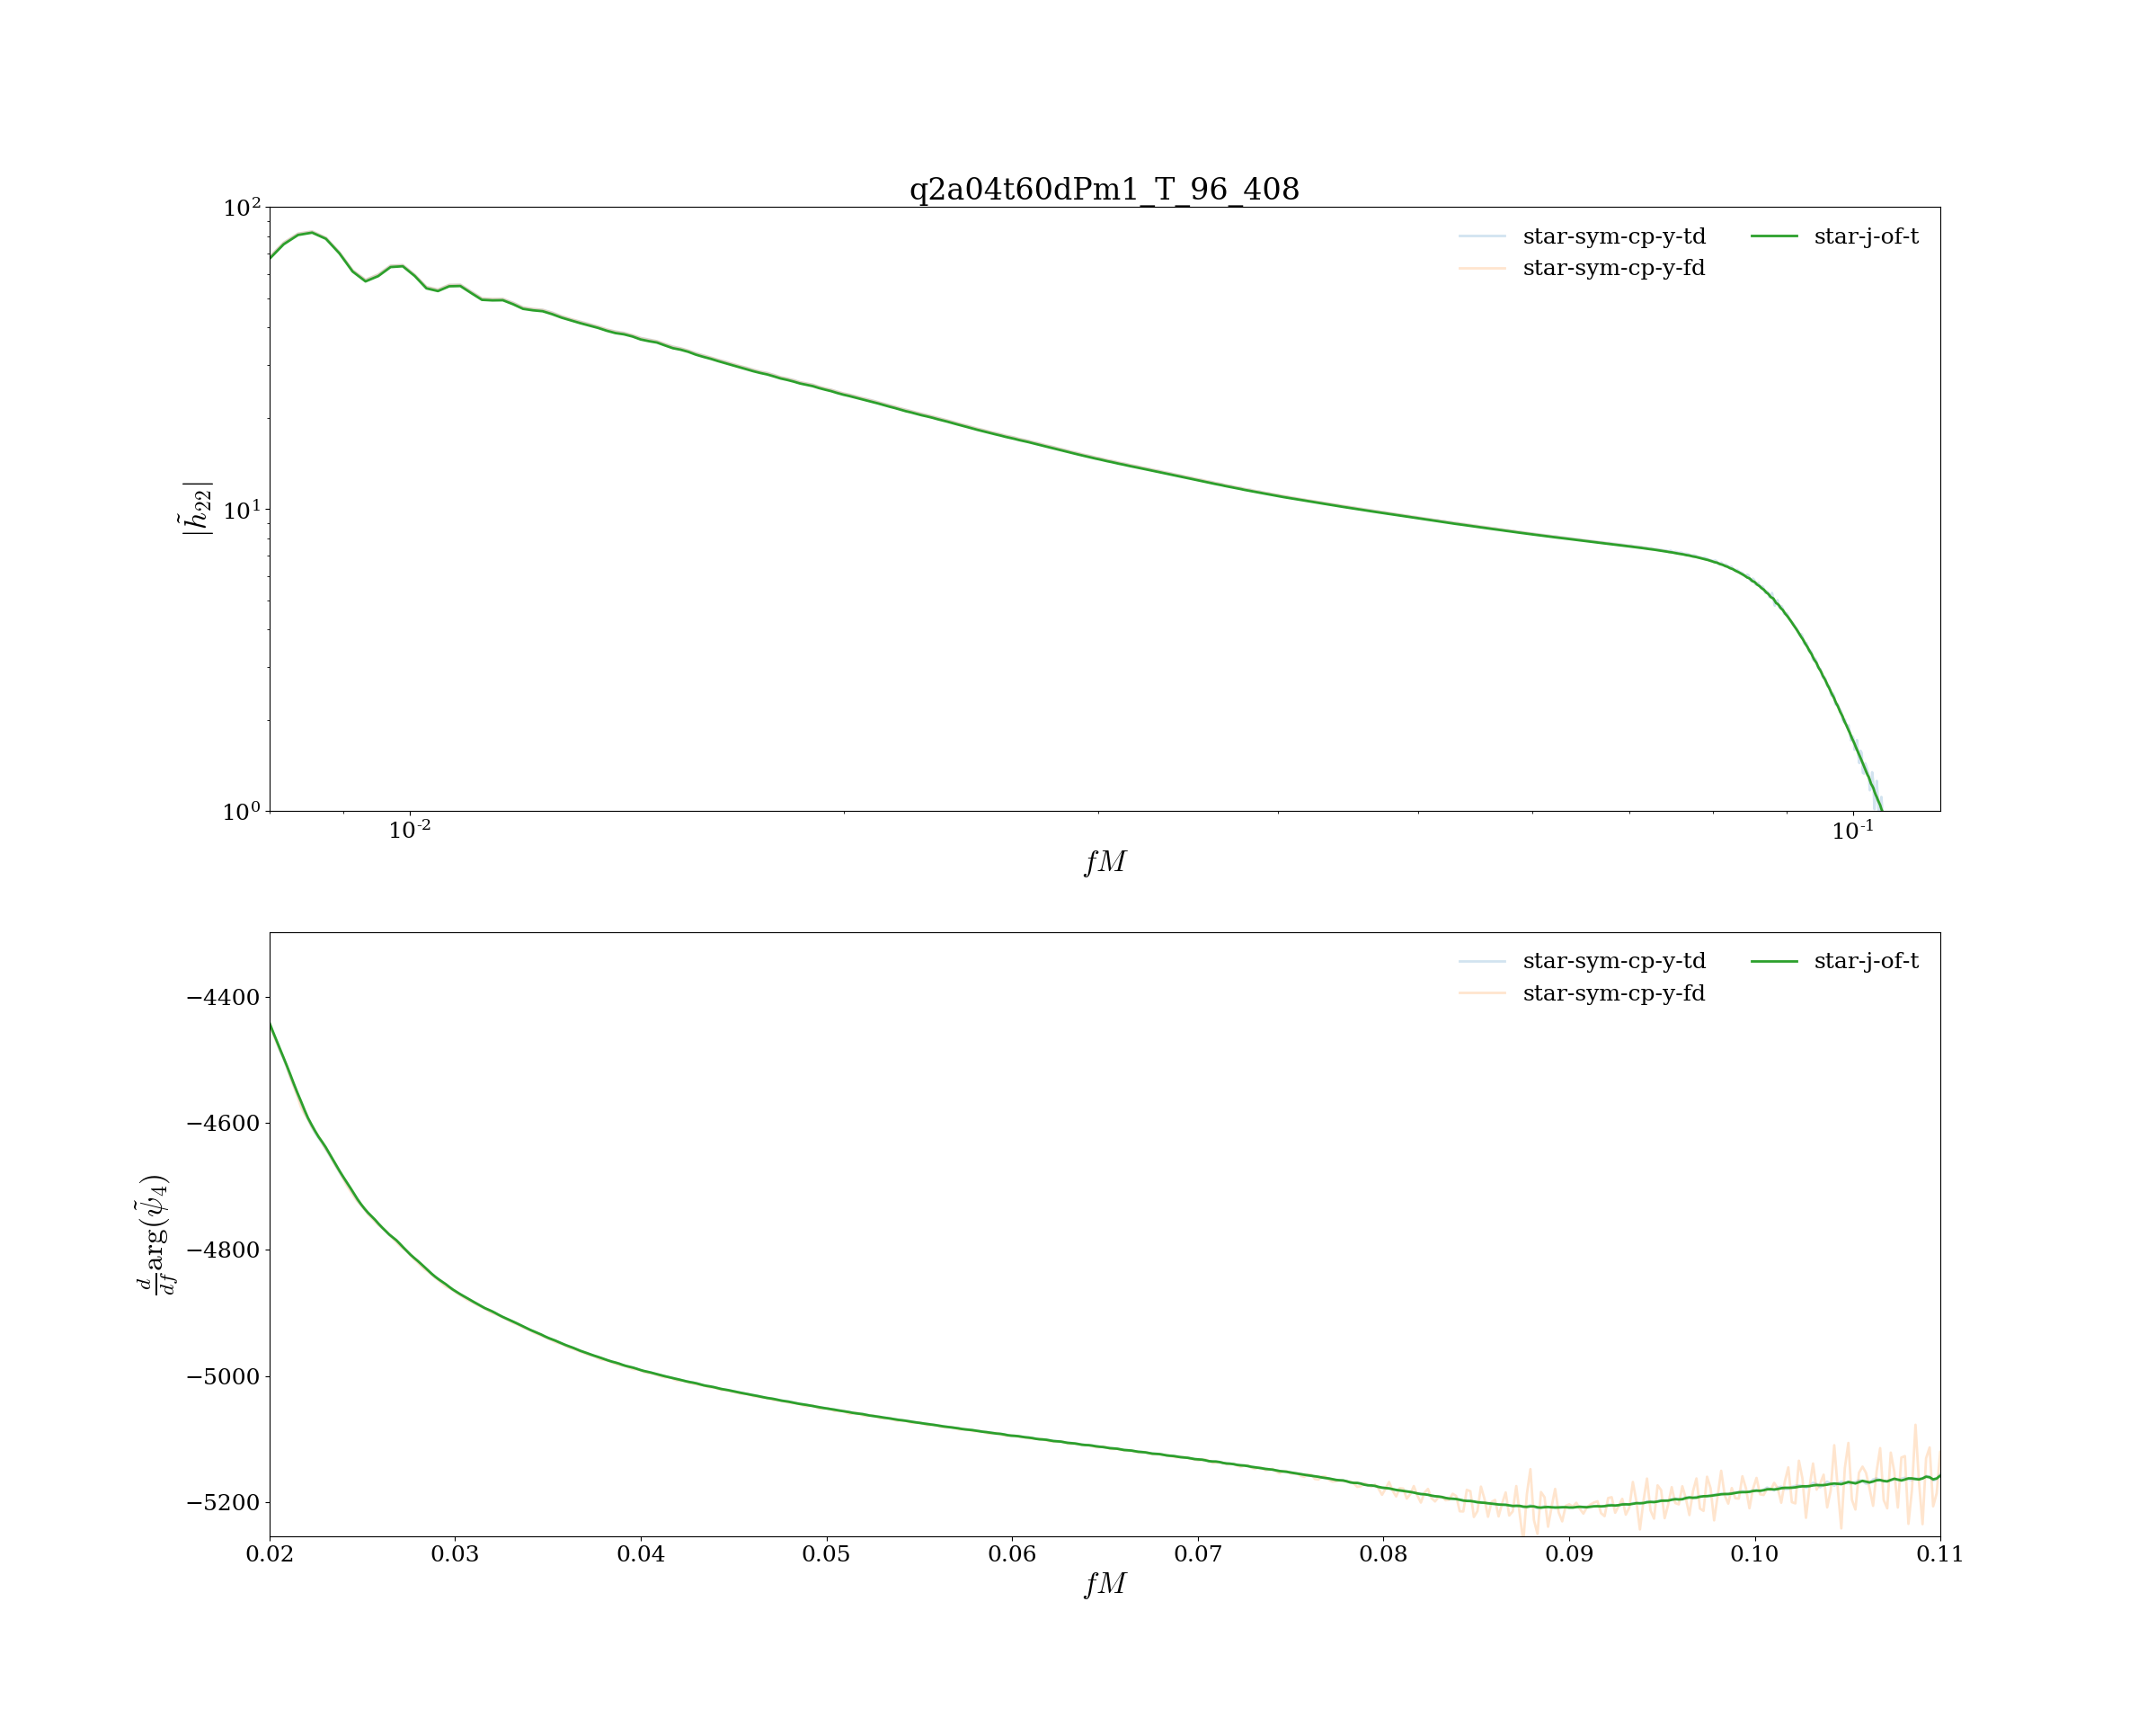 q2a04t60dPm1_T_96_408
10²
10¹
10⁰
|h̃₂₂|
star-sym-cp-y-td
star-sym-cp-y-fd
star-j-of-t
10⁻² 10⁻¹
fM
−4400
−4600
−4800
−5000
−5200
d/df arg(ψ̃₄)
star-sym-cp-y-td
star-sym-cp-y-fd
star-j-of-t
0.02 0.03 0.04 0.05 0.06 0.07 0.08 0.09 0.10 0.11
fM